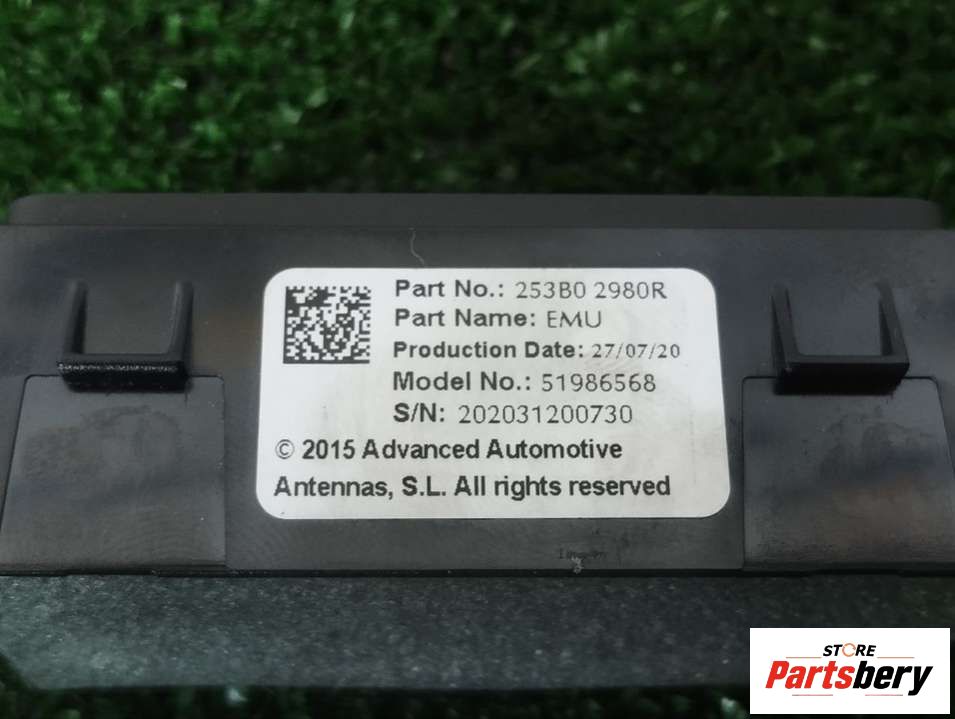 Part No.: 253B0 2980R
Part Name: EMU
Production Date: 27/07/20
Model No.: 51986568
S/N: 202031200730
© 2015 Advanced Automotive
Antennas, S.L. All rights reserved
STORE
Partsbery